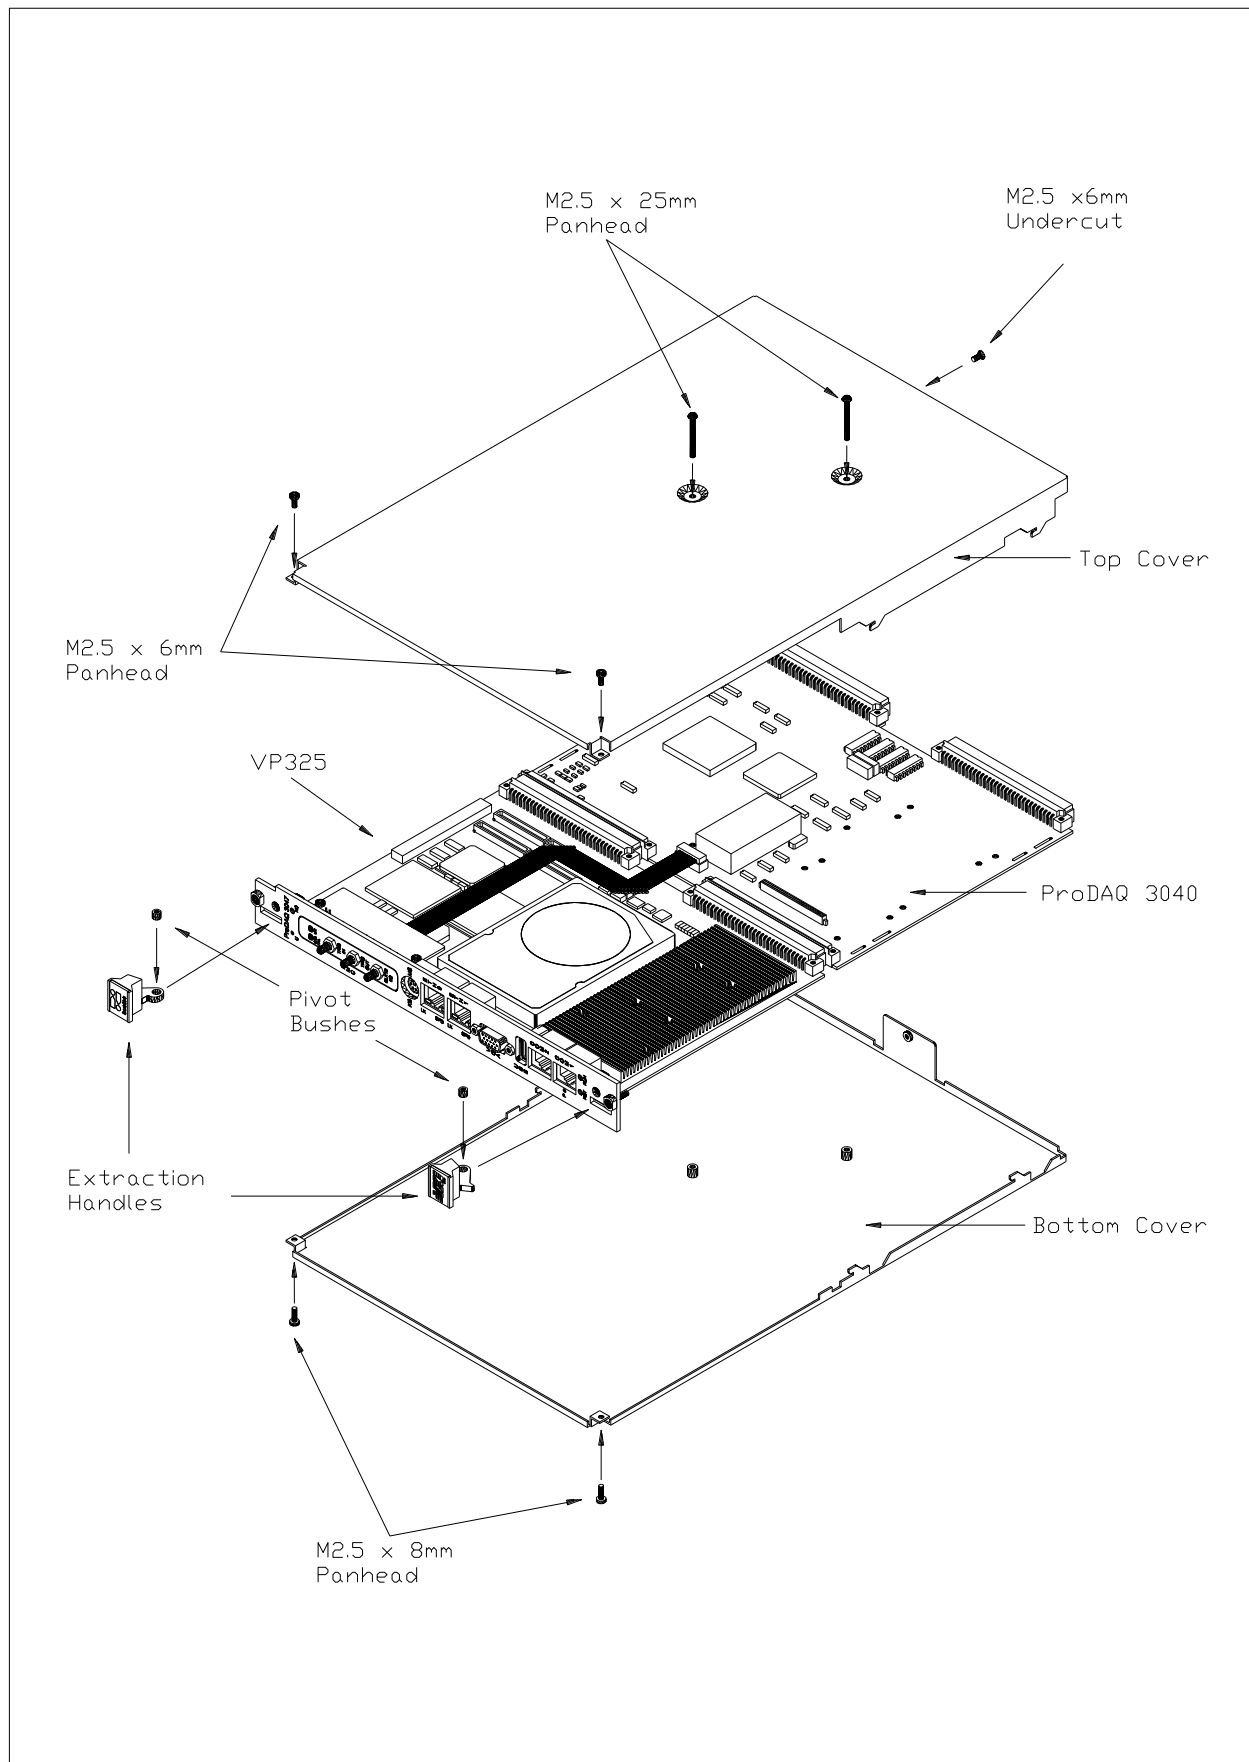 M2.5 x 25mm
Panhead
M2.5 x6mm
Undercut
Top Cover
M2.5 x 6mm
Panhead
VP325
ProDAQ 3040
Pivot
Bushes
Extraction
Handles
Bottom Cover
M2.5 x 8mm
Panhead